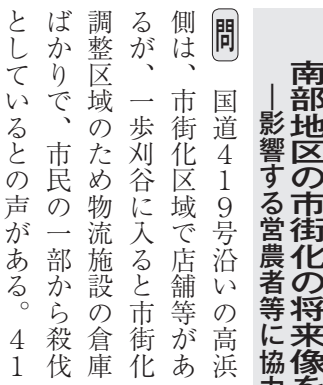 南部地区の市街化の将来像を
―影響する営農者等に協力
問 国道４１９号沿いの高浜
側は、市街化区域で店舗等があ
るが、一歩刈谷に入ると市街化
調整区域のため物流施設の倉庫
ばかりで、市民の一部から殺伐
としているとの声がある。４１